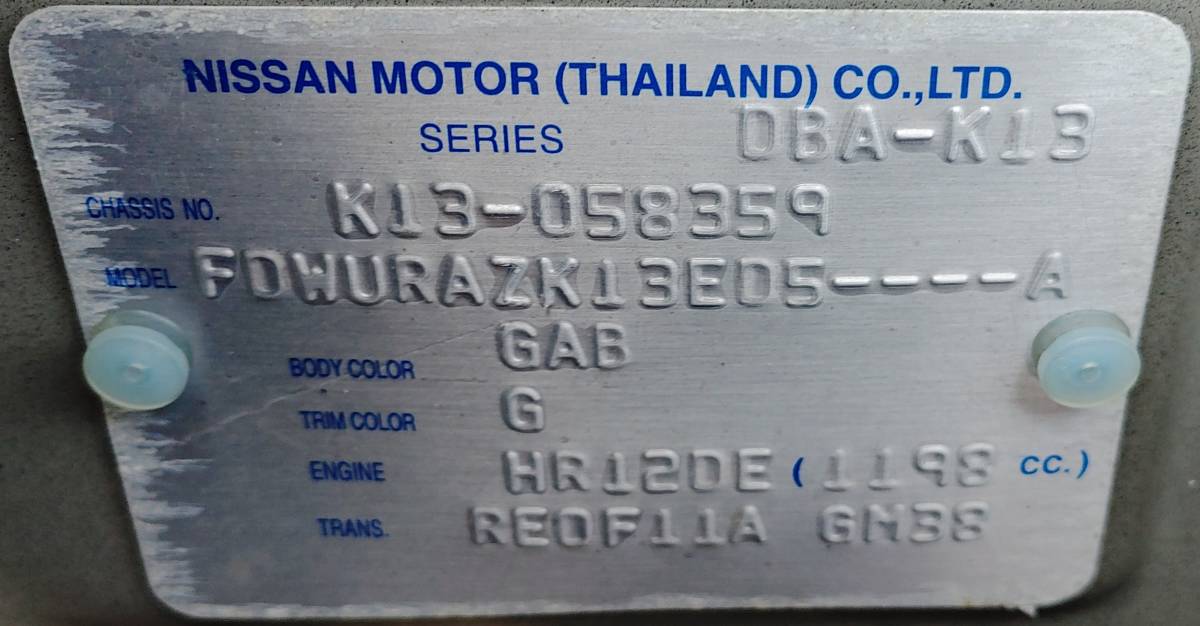 NISSAN MOTOR (THAILAND) CO.,LTD.
SERIES DBA-K13
CHASSIS NO. K13-058359
MODEL FDWURAZK13EDS----A
BODY COLOR GAB
TRIM COLOR G
ENGINE HR12DE (1198 CC.)
TRANS. RE0F11A GM38